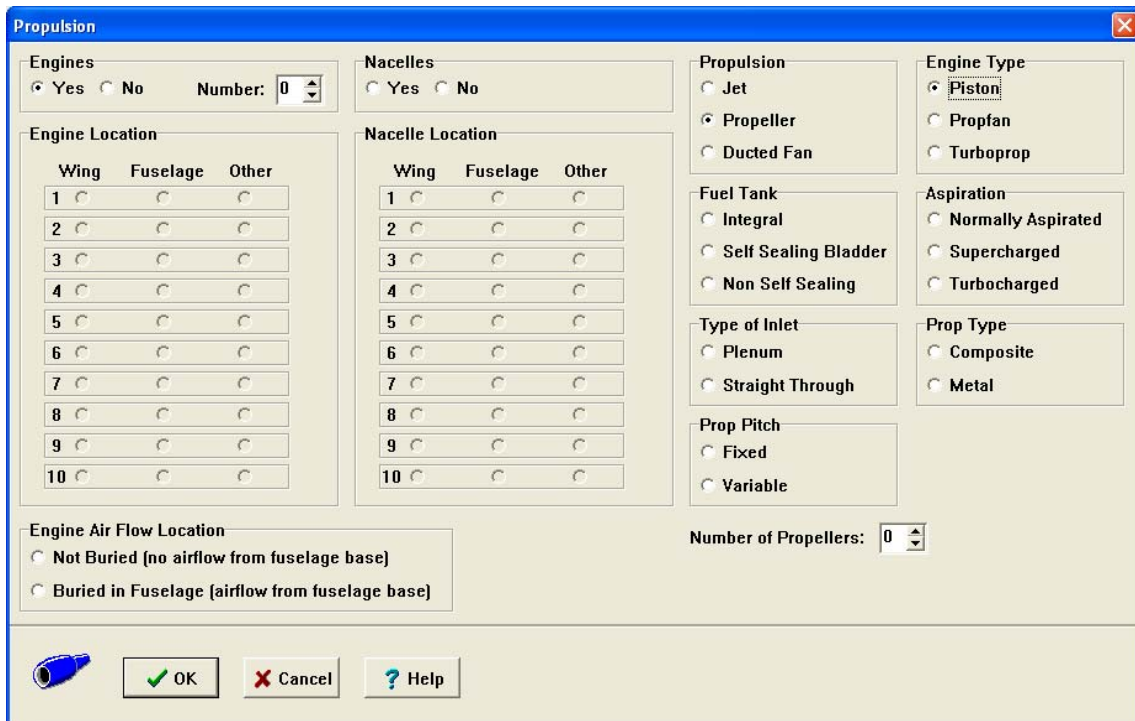 Propulsion
Engines
Yes No Number: 0
Nacelles
Yes No
Propulsion
Jet
Propeller
Ducted Fan
Engine Type
Piston
Propfan
Turboprop
Engine Location
Wing Fuselage Other
1
2
3
4
5
6
7
8
9
10
Nacelle Location
Wing Fuselage Other
1
2
3
4
5
6
7
8
9
10
Fuel Tank
Integral
Self Sealing Bladder
Non Self Sealing
Aspiration
Normally Aspirated
Supercharged
Turbocharged
Type of Inlet
Plenum
Straight Through
Prop Type
Composite
Metal
Prop Pitch
Fixed
Variable
Engine Air Flow Location
Not Buried (no airflow from fuselage base)
Buried in Fuselage (airflow from fuselage base)
Number of Propellers: 0
OK
Cancel
? Help